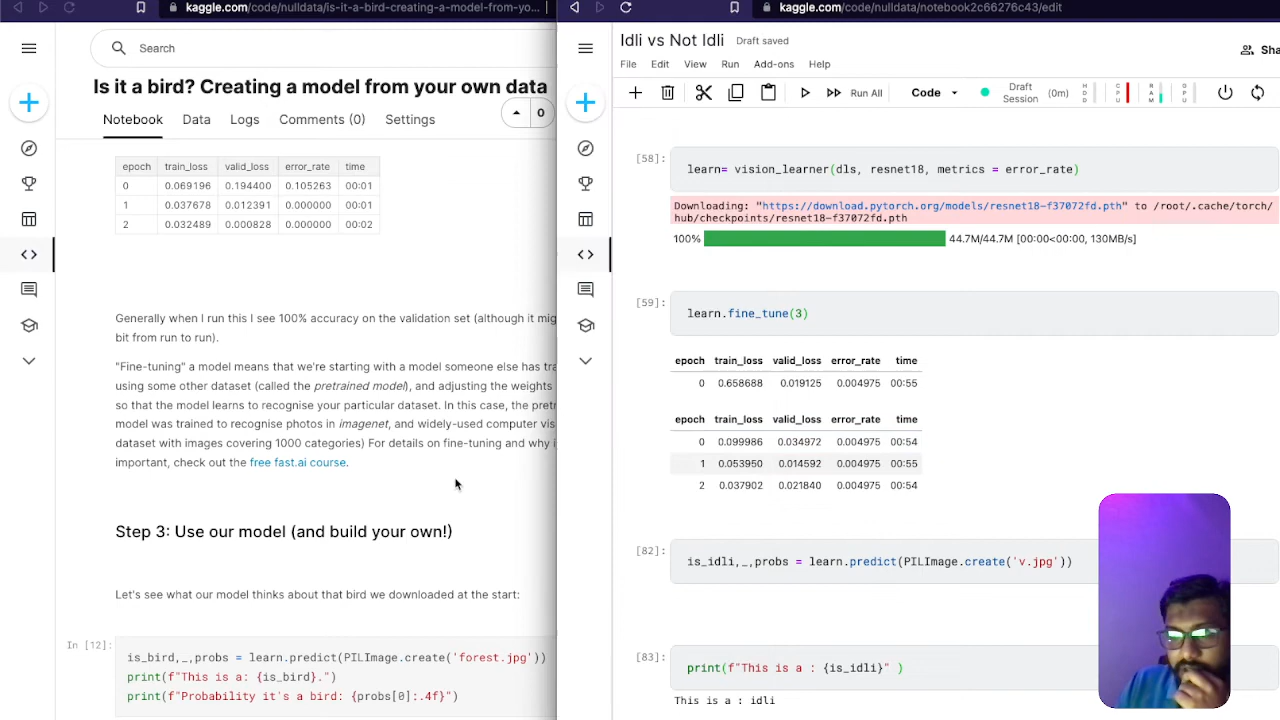 kaggle.com/code/nulldata/is-it-a-bird-creating-a-model-from-yo...
Search
Is it a bird? Creating a model from your own data
Notebook Data Logs Comments (0) Settings
0
epoch train_loss valid_loss error_rate time
0 0.069196 0.194400 0.105263 00:01
1 0.037678 0.012391 0.000000 00:01
2 0.032489 0.000828 0.000000 00:02
Generally when I run this I see 100% accuracy on the validation set (although it mig
bit from run to run).
"Fine-tuning" a model means that we're starting with a model someone else has tra
using some other dataset (called the pretrained model), and adjusting the weights
so that the model learns to recognise your particular dataset. In this case, the pretr
model was trained to recognise photos in imagenet, and widely-used computer vis
dataset with images covering 1000 categories) For details on fine-tuning and why i
important, check out the free fast.ai course.
Step 3: Use our model (and build your own!)
Let's see what our model thinks about that bird we downloaded at the start:
In [12]:
is_bird,_,probs = learn.predict(PILImage.create('forest.jpg'))
print(f"This is a: {is_bird}.")
print(f"Probability it's a bird: {probs[0]:.4f}")
kaggle.com/code/nulldata/notebook2c66276c43/edit
Idli vs Not Idli Draft saved
Sha
File Edit View Run Add-ons Help
Run All Code Draft Session (0m) HDD CPU RAM
[58]:
learn= vision_learner(dls, resnet18, metrics = error_rate)
Downloading: "https://download.pytorch.org/models/resnet18-f37072fd.pth" to /root/.cache/torch/
hub/checkpoints/resnet18-f37072fd.pth
100% 44.7M/44.7M [00:00<00:00, 130MB/s]
[59]:
learn.fine_tune(3)
epoch train_loss valid_loss error_rate time
0 0.658688 0.019125 0.004975 00:55
epoch train_loss valid_loss error_rate time
0 0.099986 0.034972 0.004975 00:54
1 0.053950 0.014592 0.004975 00:55
2 0.037902 0.021840 0.004975 00:54
[82]:
is_idli,_,probs = learn.predict(PILImage.create('v.jpg'))
[83]:
print(f"This is a : {is_idli}" )
This is a : idli